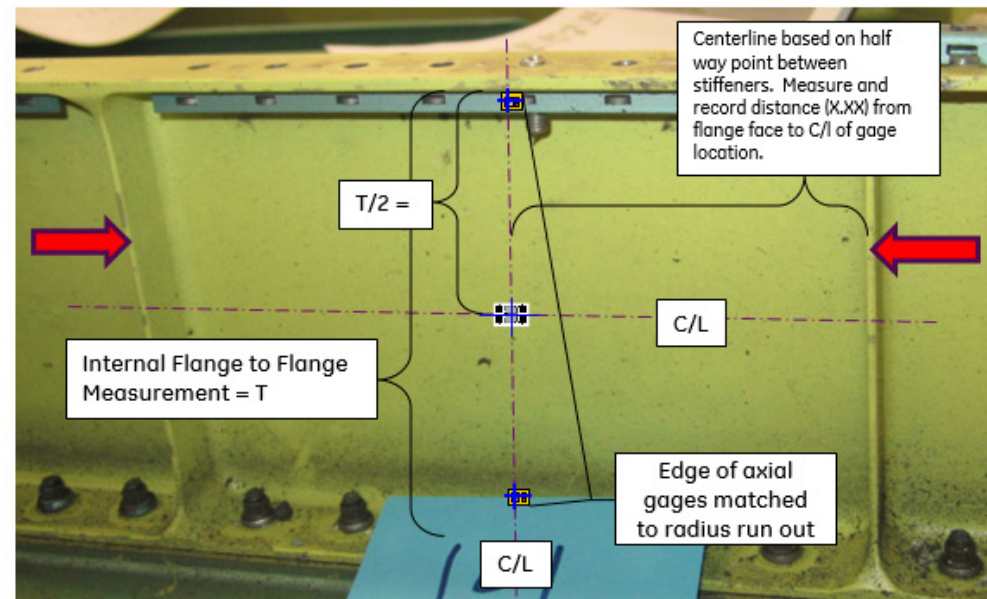 Centerline based on half
way point between
stiffeners. Measure and
record distance (X.XX) from
flange face to C/l of gage
location.
T/2 =
C/L
Internal Flange to Flange
Measurement = T
Edge of axial
gages matched
to radius run out
C/L